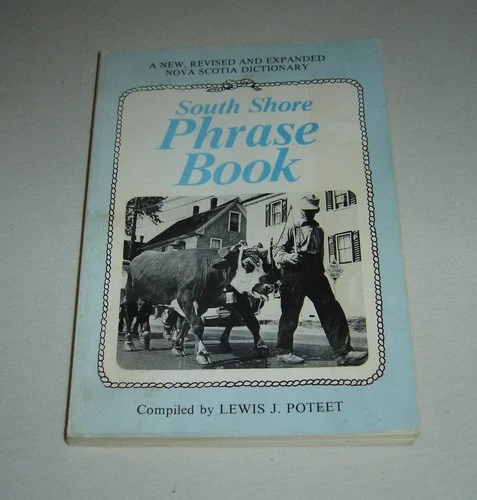 A NEW, REVISED AND EXPANDED
NOVA SCOTIA DICTIONARY
South Shore
Phrase
Book
Compiled by LEWIS J. POTEET